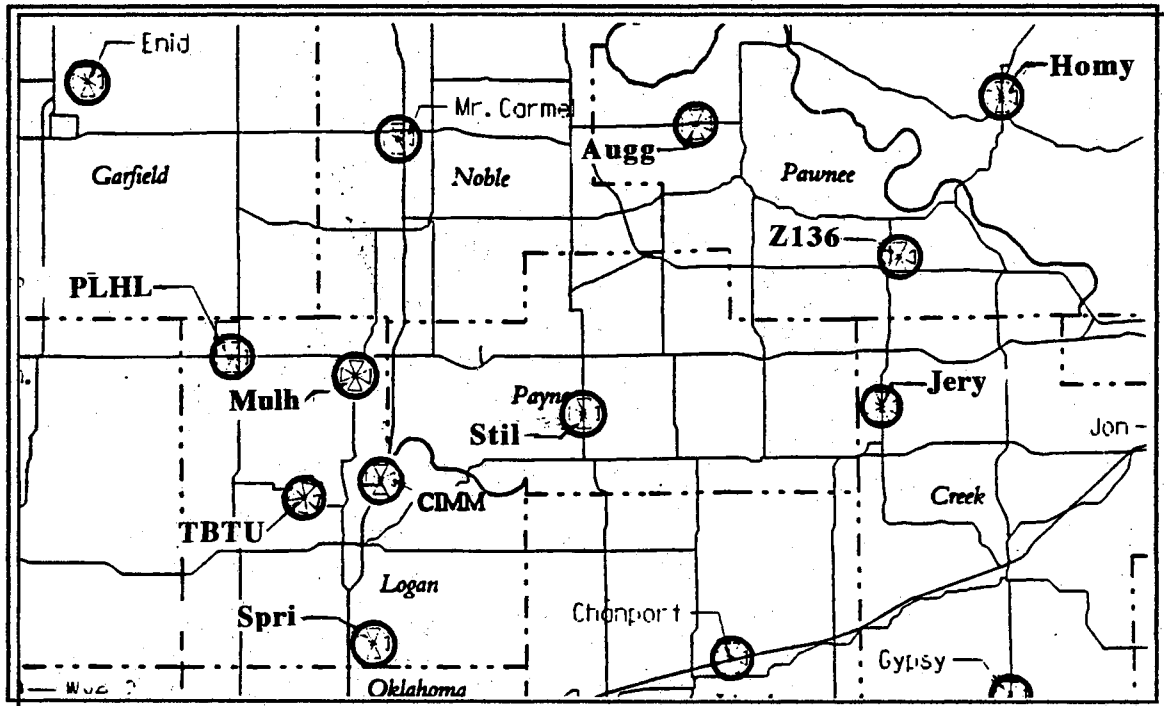 Enid
Homy
Mr. Carmel
Augg
Garfield
Noble
Pawnee
Z136
PLHL
Mulh
Payne
Jery
Stil
Jon
CIMM
Creek
TBTU
Logan
Spri
Chanport
Gypsy
Oklahoma